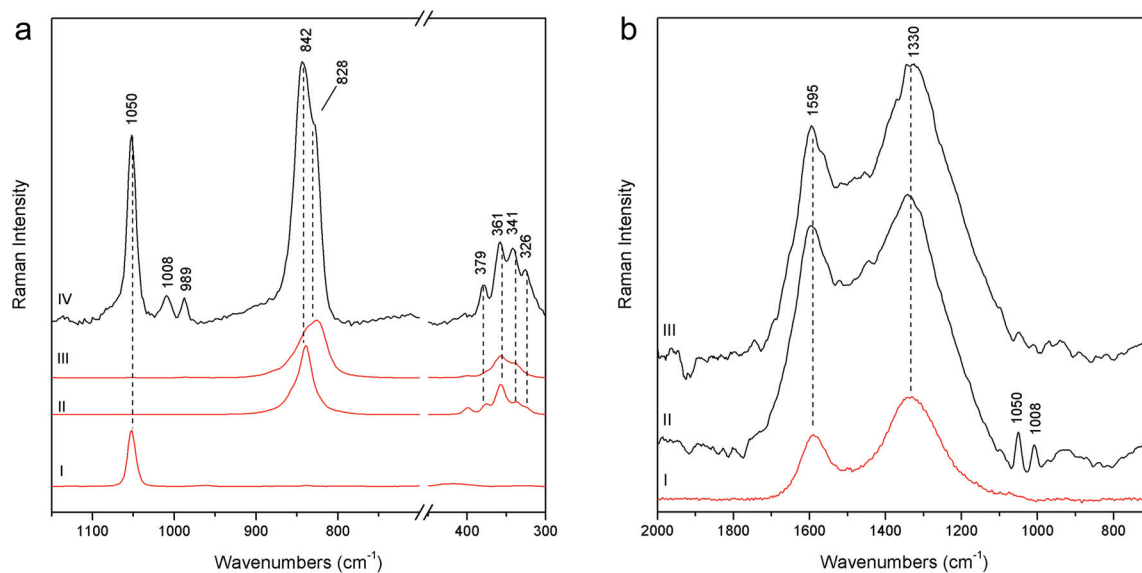 a
1050
1008
989
842
828
379
361
341
326
IV
III
II
I
Raman Intensity
1100 1000 900 800 400 300
Wavenumbers (cm⁻¹)
b
1595
1330
1050
1008
III
II
I
Raman Intensity
2000 1800 1600 1400 1200 1000 800
Wavenumbers (cm⁻¹)